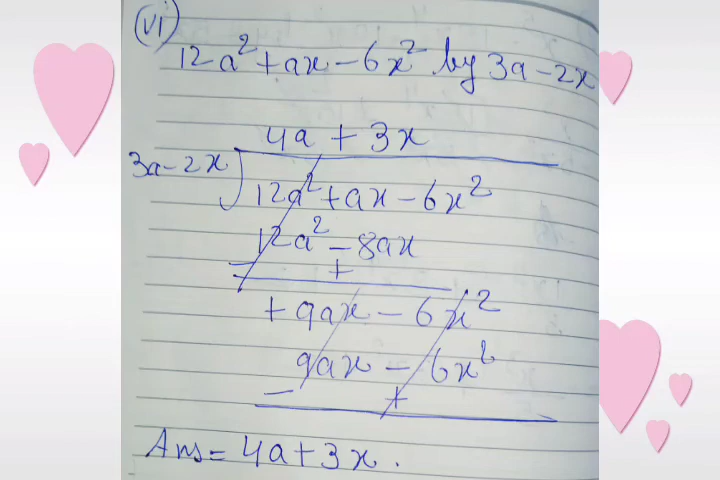 (vi)
12a² + ax - 6x² by 3a - 2x
4a + 3x
3a - 2x
12a² + ax - 6x²
12a² - 8ax
- +
+ 9ax - 6x²
9ax - 6x²
- +
Ans = 4a + 3x.